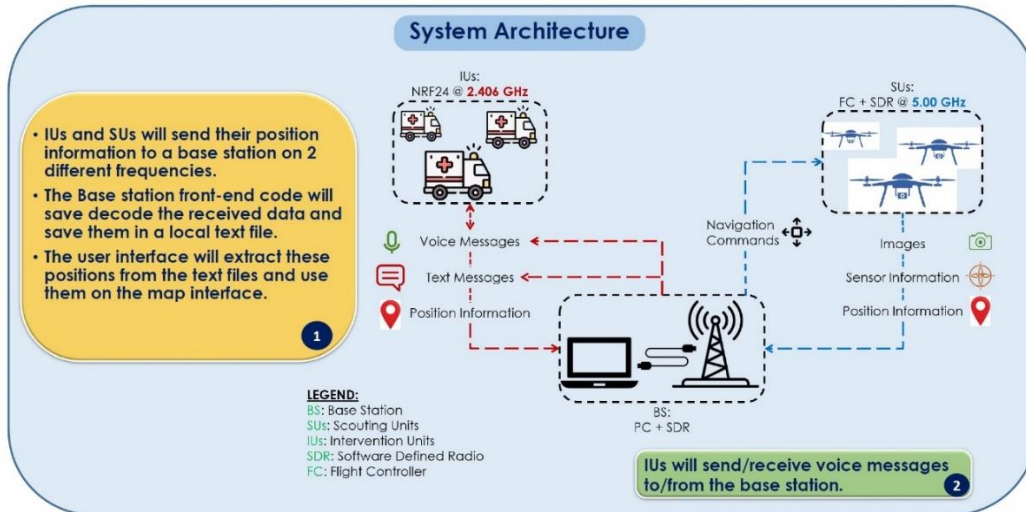 System Architecture
• IUs and SUs will send their position
information to a base station on 2
different frequencies.
• The Base station front-end code will
save decode the received data and
save them in a local text file.
• The user interface will extract these
positions from the text files and use
them on the map interface.
1
IUs:
NRF24 @ 2.406 GHz
SUs:
FC + SDR @ 5.00 GHz
Voice Messages
Text Messages
Position Information
Navigation
Commands
Images
Sensor Information
Position Information
BS:
PC + SDR
LEGEND:
BS: Base Station
SUs: Scouting Units
IUs: Intervention Units
SDR: Software Defined Radio
FC: Flight Controller
IUs will send/receive voice messages
to/from the base station.
2